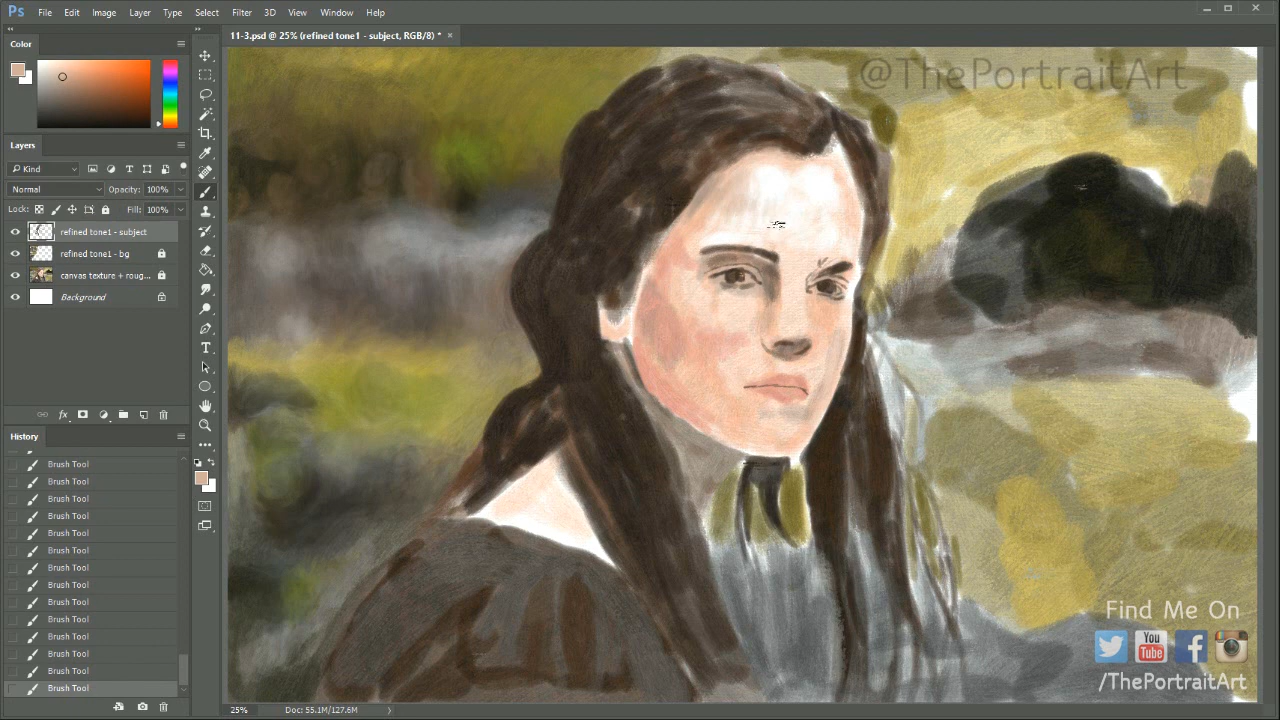 Ps File Edit Image Layer Type Select Filter 3D View Window Help
Color
11-3.psd @ 25% (refined tone1 - subject, RGB/8) * ×
@ThePortraitArt
Layers
Kind
Normal Opacity: 100%
Lock: Fill: 100%
refined tone1 - subject
refined tone1 - bg
canvas texture + roug...
Background
fx
History
Brush Tool
Brush Tool
Brush Tool
Brush Tool
Brush Tool
Brush Tool
Brush Tool
Brush Tool
Brush Tool
Brush Tool
Brush Tool
Brush Tool
Brush Tool
Brush Tool
Find Me On
You
Tube
/ThePortraitArt
25% Doc: 55.1M/127.6M